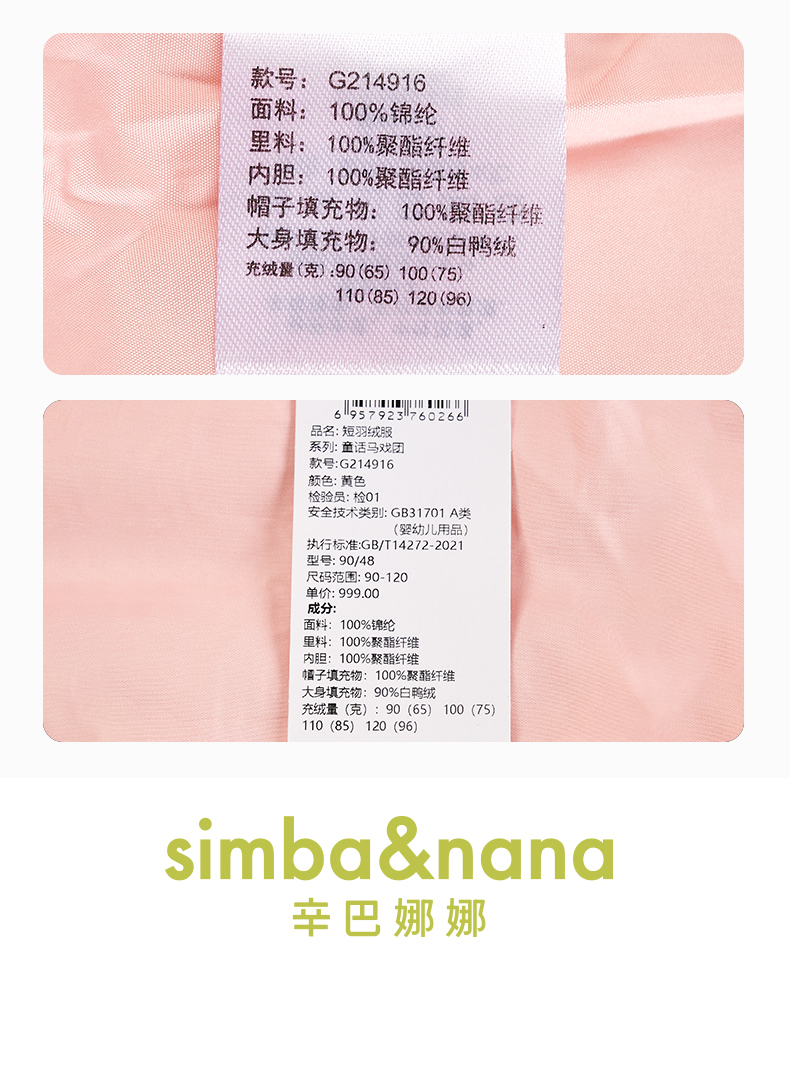 款号： G214916
面料： 100%锦纶
里料： 100%聚酯纤维
内胆： 100%聚酯纤维
帽子填充物： 100%聚酯纤维
大身填充物： 90%白鸭绒
充绒量(克):90(65) 100(75)
110(85) 120(96)
6 957923 760266
品名: 短羽绒服
系列: 童话马戏团
款号:G214916
颜色: 黄色
检验员: 检01
安全技术类别: GB31701 A类
（婴幼儿用品）
执行标准:GB/T14272-2021
型号: 90/48
尺码范围: 90-120
单价: 999.00
成分:
面料：100%锦纶
里料：100%聚酯纤维
内胆：100%聚酯纤维
帽子填充物：100%聚酯纤维
大身填充物：90%白鸭绒
充绒量（克）: 90（65） 100（75）
110（85） 120（96）
simba&nana
辛巴娜娜